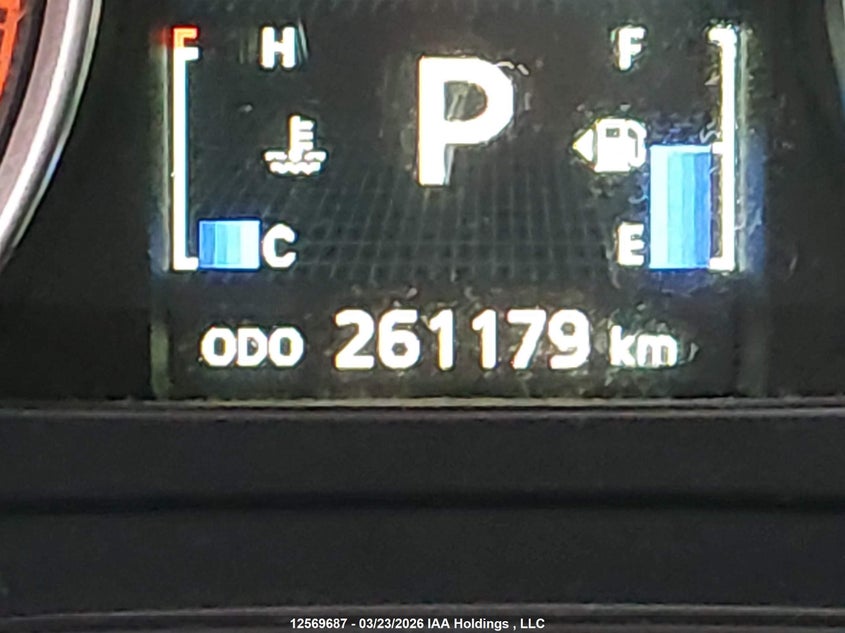 H P F
C E
ODO 261179 km
12569687 - 03/23/2026 IAA Holdings , LLC